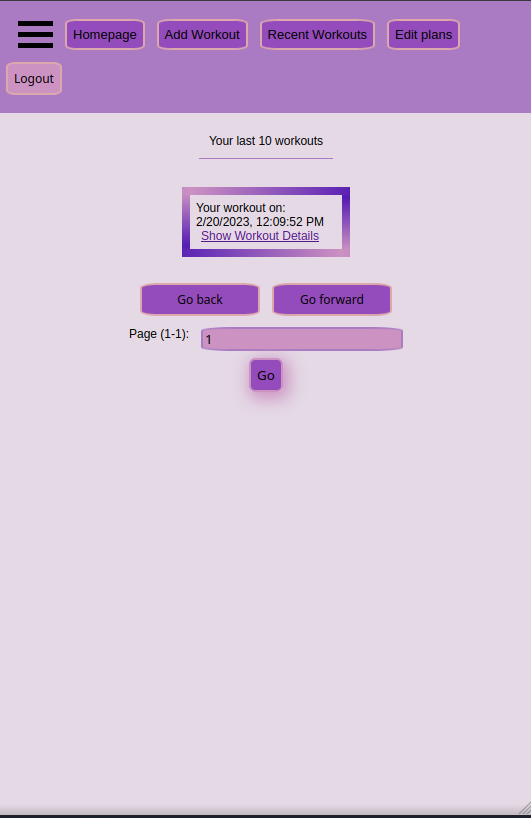 Homepage Add Workout Recent Workouts Edit plans
Logout
Your last 10 workouts
Your workout on:
2/20/2023, 12:09:52 PM
Show Workout Details
Go back Go forward
Page (1-1): 1
Go